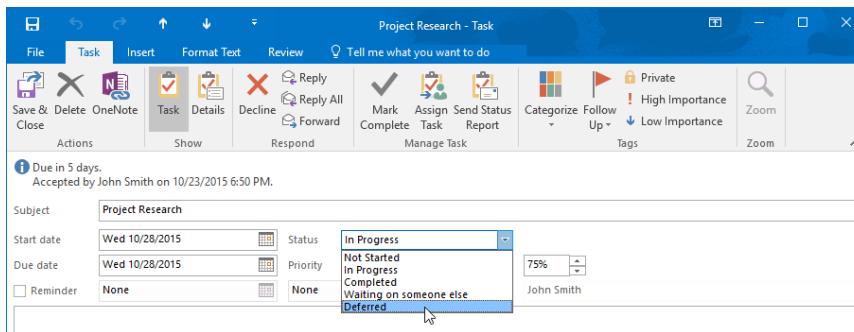 Project Research - Task
File Task Insert Format Text Review Tell me what you want to do
Save & Close
Delete
OneNote
Actions
Task
Details
Show
Decline
Reply
Reply All
Forward
Respond
Mark Complete
Assign Task
Send Status Report
Manage Task
Categorize
Follow Up
Private
High Importance
Low Importance
Tags
Zoom
Zoom
Due in 5 days.
Accepted by John Smith on 10/23/2015 6:50 PM.
Subject Project Research
Start date Wed 10/28/2015 Status In Progress
Not Started
In Progress
Completed
Waiting on someone else
Deferred
Due date Wed 10/28/2015 Priority 75%
Reminder None None John Smith